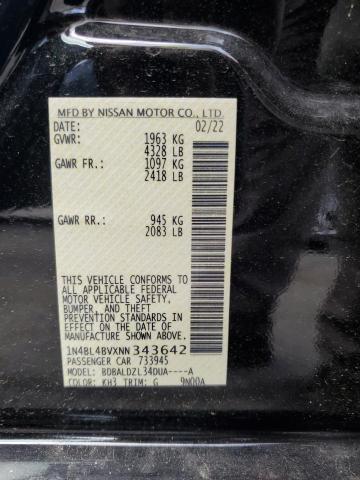 MFD BY NISSAN MOTOR CO., LTD.
DATE: 02/22
GVWR: 1963 KG
4328 LB
GAWR FR.: 1097 KG
2418 LB
GAWR RR.: 945 KG
2083 LB
THIS VEHICLE CONFORMS TO
ALL APPLICABLE FEDERAL
MOTOR VEHICLE SAFETY,
BUMPER, AND THEFT
PREVENTION STANDARDS
IN EFFECT ON THE DATE OF
MANUFACTURE SHOWN ABOVE.
1N4BL4BVXNN343642
PASSENGER CAR 733945
MODEL: BDBALDZL34DUA----A
COLOR: KH3 TRIM: G 9N00A